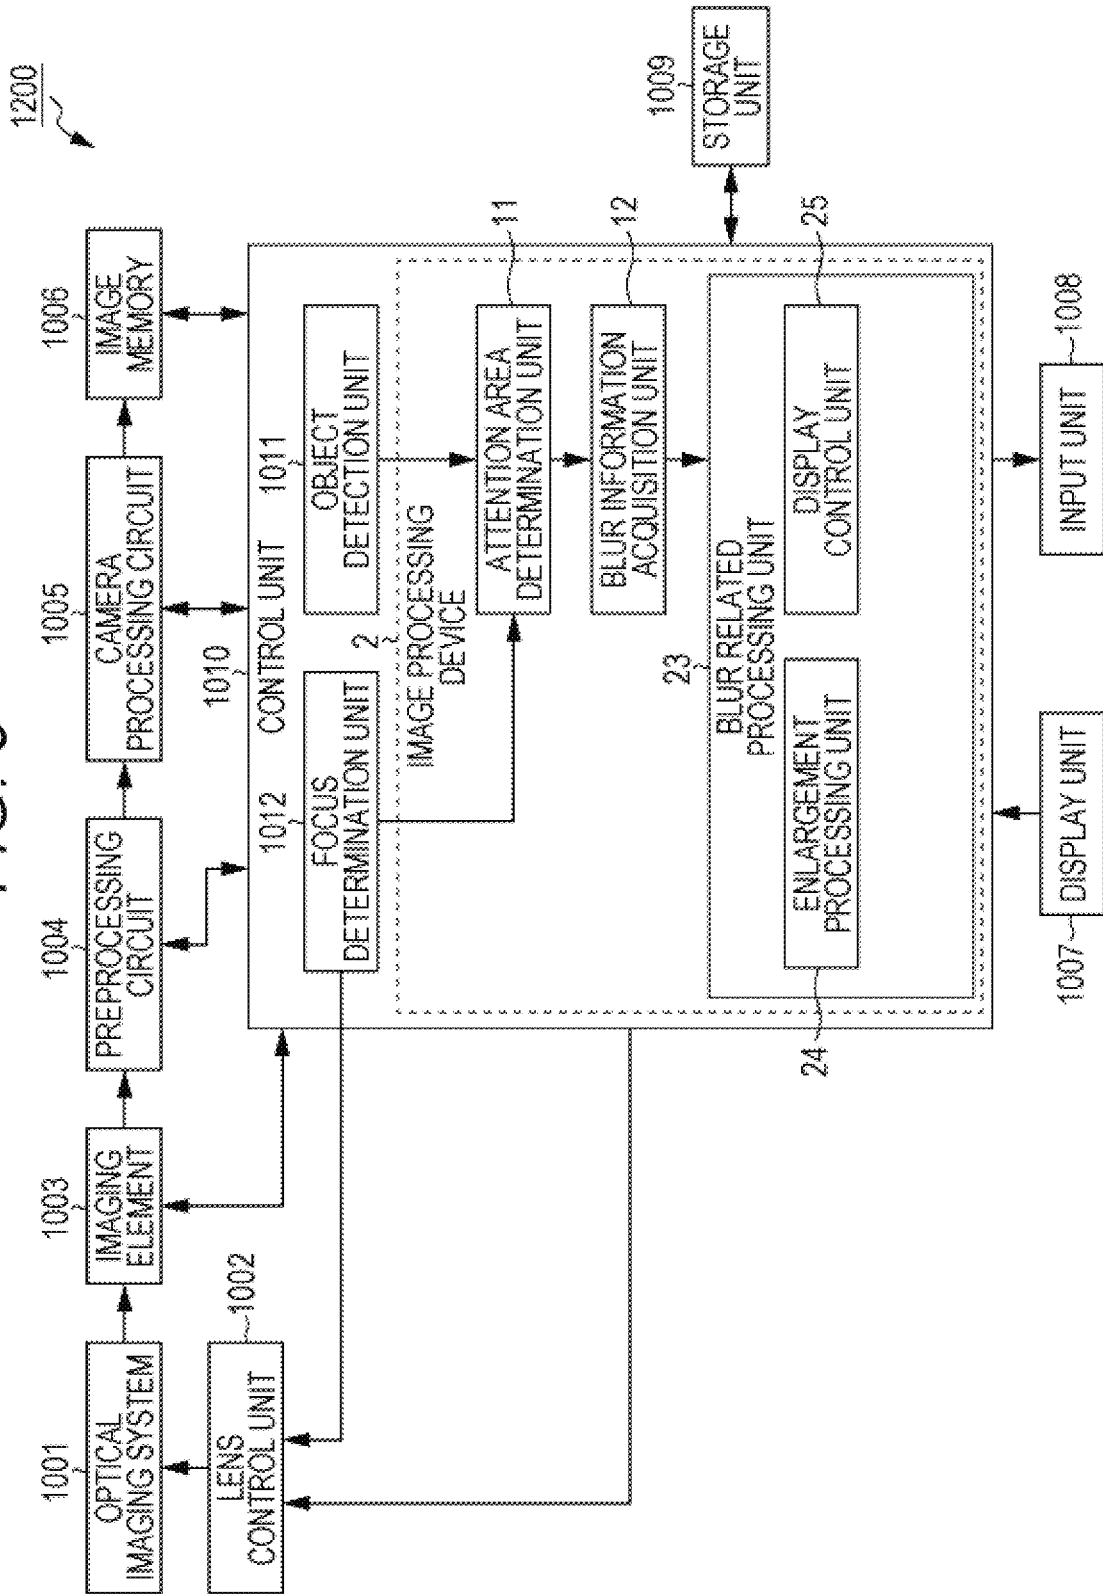 1200
1001
1003
1004
1005
1006
OPTICAL
IMAGING SYSTEM
IMAGING
ELEMENT
PREPROCESSING
CIRCUIT
CAMERA
PROCESSING CIRCUIT
IMAGE
MEMORY
1002
LENS
CONTROL UNIT
1010
CONTROL UNIT
1012
FOCUS
DETERMINATION UNIT
1011
OBJECT
DETECTION UNIT
2
IMAGE PROCESSING
DEVICE
11
ATTENTION AREA
DETERMINATION UNIT
12
BLUR INFORMATION
ACQUISITION UNIT
23
BLUR RELATED
PROCESSING UNIT
24
ENLARGEMENT
PROCESSING UNIT
25
DISPLAY
CONTROL UNIT
1009
STORAGE
UNIT
1007
DISPLAY UNIT
INPUT UNIT
1008